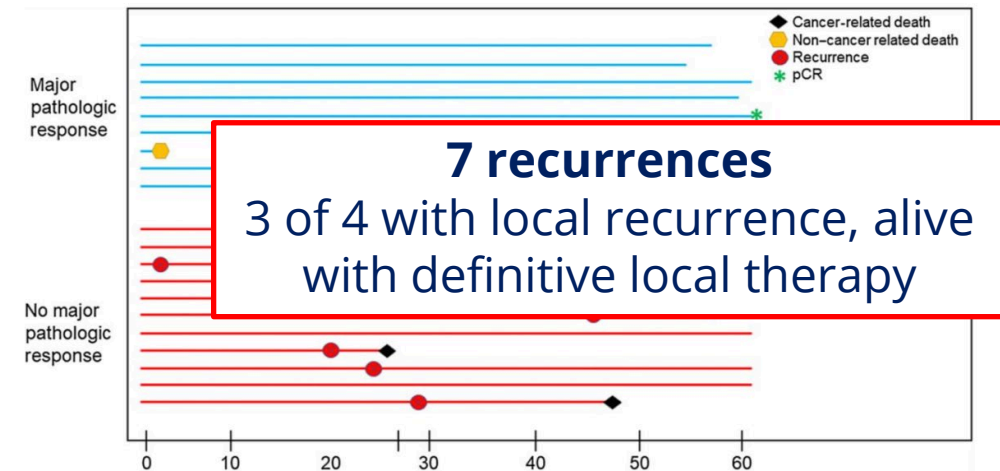 Cancer-related death
Non–cancer related death
Recurrence
pCR
Major
pathologic
response
7 recurrences
3 of 4 with local recurrence, alive
with definitive local therapy
No major
pathologic
response
0 10 20 30 40 50 60